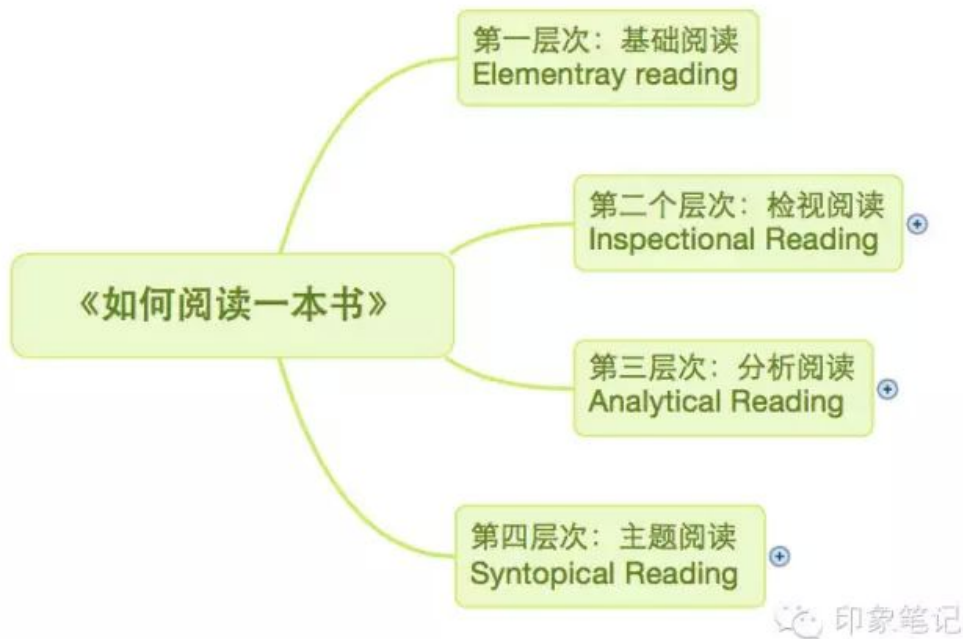 第一层次：基础阅读
Elementray reading
第二个层次：检视阅读
Inspectional Reading
《如何阅读一本书》
第三层次：分析阅读
Analytical Reading
第四层次：主题阅读
Syntopical Reading
印象笔记